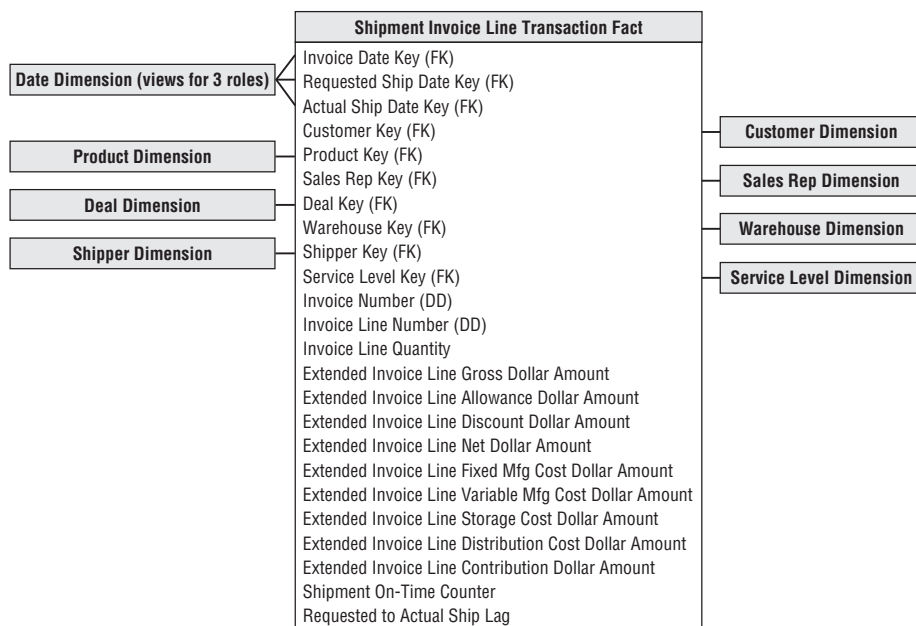 Shipment Invoice Line Transaction Fact
Invoice Date Key (FK)
Date Dimension (views for 3 roles)
Requested Ship Date Key (FK)
Actual Ship Date Key (FK)
Customer Key (FK)
Customer Dimension
Product Dimension
Product Key (FK)
Sales Rep Key (FK)
Sales Rep Dimension
Deal Dimension
Deal Key (FK)
Warehouse Key (FK)
Warehouse Dimension
Shipper Dimension
Shipper Key (FK)
Service Level Key (FK)
Service Level Dimension
Invoice Number (DD)
Invoice Line Number (DD)
Invoice Line Quantity
Extended Invoice Line Gross Dollar Amount
Extended Invoice Line Allowance Dollar Amount
Extended Invoice Line Discount Dollar Amount
Extended Invoice Line Net Dollar Amount
Extended Invoice Line Fixed Mfg Cost Dollar Amount
Extended Invoice Line Variable Mfg Cost Dollar Amount
Extended Invoice Line Storage Cost Dollar Amount
Extended Invoice Line Distribution Cost Dollar Amount
Extended Invoice Line Contribution Dollar Amount
Shipment On-Time Counter
Requested to Actual Ship Lag